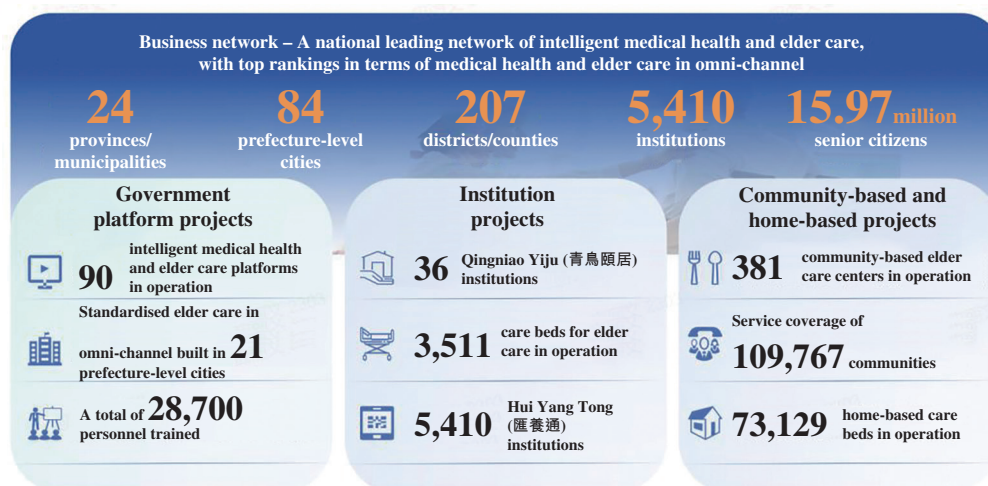 Business network – A national leading network of intelligent medical health and elder care,
with top rankings in terms of medical health and elder care in omni-channel
24
provinces/
municipalities
84
prefecture-level
cities
207
districts/counties
5,410
institutions
15.97 million
senior citizens
Government
platform projects
90 intelligent medical health
and elder care platforms
in operation
Standardised elder care in
omni-channel built in 21
prefecture-level cities
A total of 28,700
personnel trained
Institution
projects
36 Qingniao Yiju (青鳥頤居)
institutions
3,511 care beds for elder
care in operation
5,410 Hui Yang Tong
(匯養通)
institutions
Community-based and
home-based projects
381 community-based elder
care centers in operation
Service coverage of
109,767 communities
73,129 home-based care
beds in operation